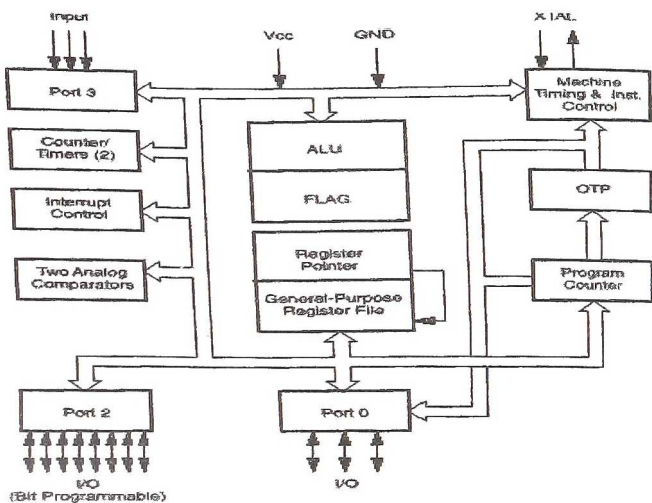 Input
Vcc
GND
XTAL
Port 3
Machine
Timing & Inst.
Control
Counter/
Timers (2)
ALU
Interrupt
Control
FLAG
OTP
Two Analog
Comparators
Register
Pointer
General-Purpose
Register File
Program
Counter
Port 2
Port 0
I/O
(Bit Programmable)
I/O